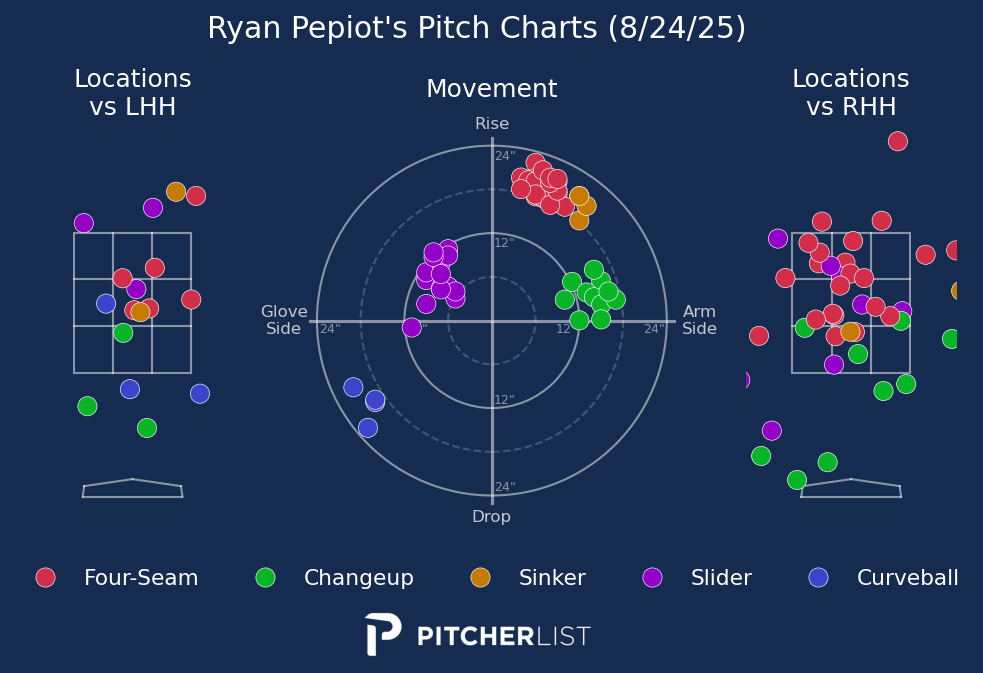 Ryan Pepiot's Pitch Charts (8/24/25)
Locations
vs LHH
Movement
Locations
vs RHH
Rise
24"
12"
Glove
Side
24"
"
12
24"
Arm
Side
12"
24"
Drop
Four-Seam
Changeup
Sinker
Slider
Curveball
PITCHERLIST